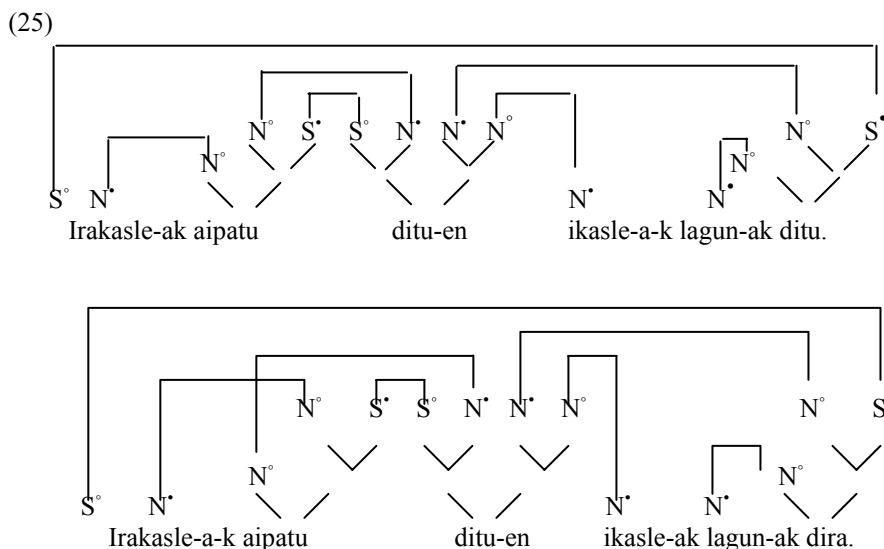 (25)
N° N• N• N°
S• S° N° S•
N° N°
S° N• N• N•
Irakasle-ak aipatu ditu-en ikasle-a-k lagun-ak ditu.
N° S• S° N• N• N° N° S
N° N°
S° N• N• N•
Irakasle-a-k aipatu ditu-en ikasle-ak lagun-ak dira.